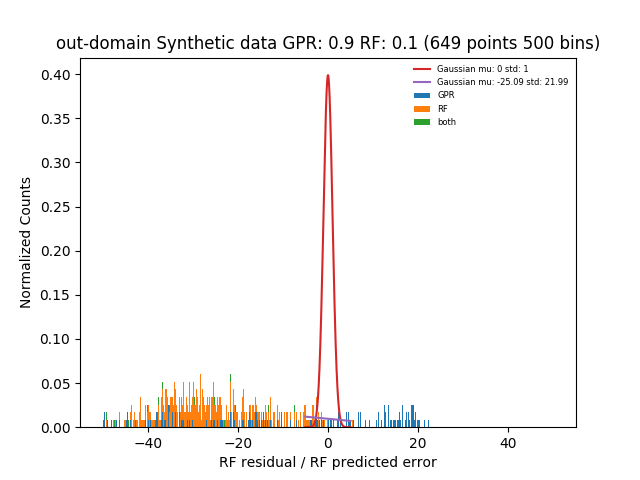 out-domain Synthetic data GPR: 0.9 RF: 0.1 (649 points 500 bins)
Gaussian mu: 0 std: 1
Gaussian mu: -25.09 std: 21.99
GPR
RF
both
Normalized Counts
0.40
0.35
0.30
0.25
0.20
0.15
0.10
0.05
0.00
−40 −20 0 20 40
RF residual / RF predicted error